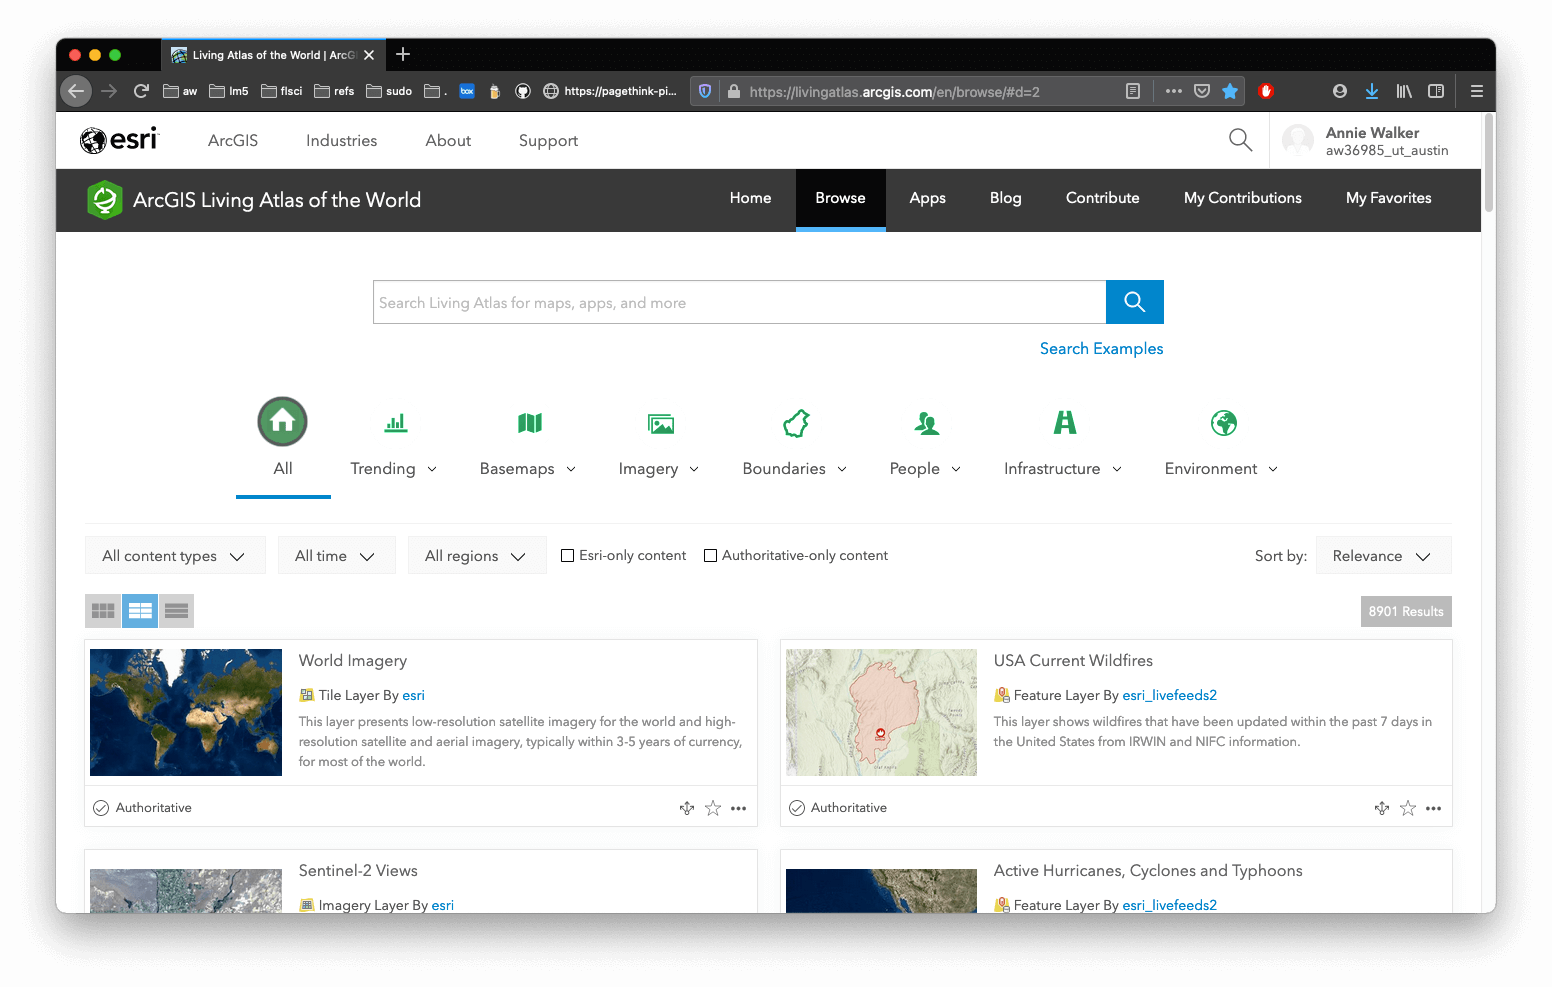 Living Atlas of the World | ArcG
aw lm5 flsci refs sudo . box https://pagethink-pi... https://livingatlas.arcgis.com/en/browse/#d=2
esri ArcGIS Industries About Support
Annie Walker
aw36985_ut_austin
ArcGIS Living Atlas of the World Home Browse Apps Blog Contribute My Contributions My Favorites
Search Living Atlas for maps, apps, and more
Search Examples
All Trending Basemaps Imagery Boundaries People Infrastructure Environment
All content types All time All regions Esri-only content Authoritative-only content Sort by: Relevance
8901 Results
World Imagery
Tile Layer By esri
This layer presents low-resolution satellite imagery for the world and high-
resolution satellite and aerial imagery, typically within 3-5 years of currency,
for most of the world.
Authoritative
USA Current Wildfires
Feature Layer By esri_livefeeds2
This layer shows wildfires that have been updated within the past 7 days in
the United States from IRWIN and NIFC information.
Authoritative
Sentinel-2 Views
Imagery Layer By esri
Active Hurricanes, Cyclones and Typhoons
Feature Layer By esri_livefeeds2